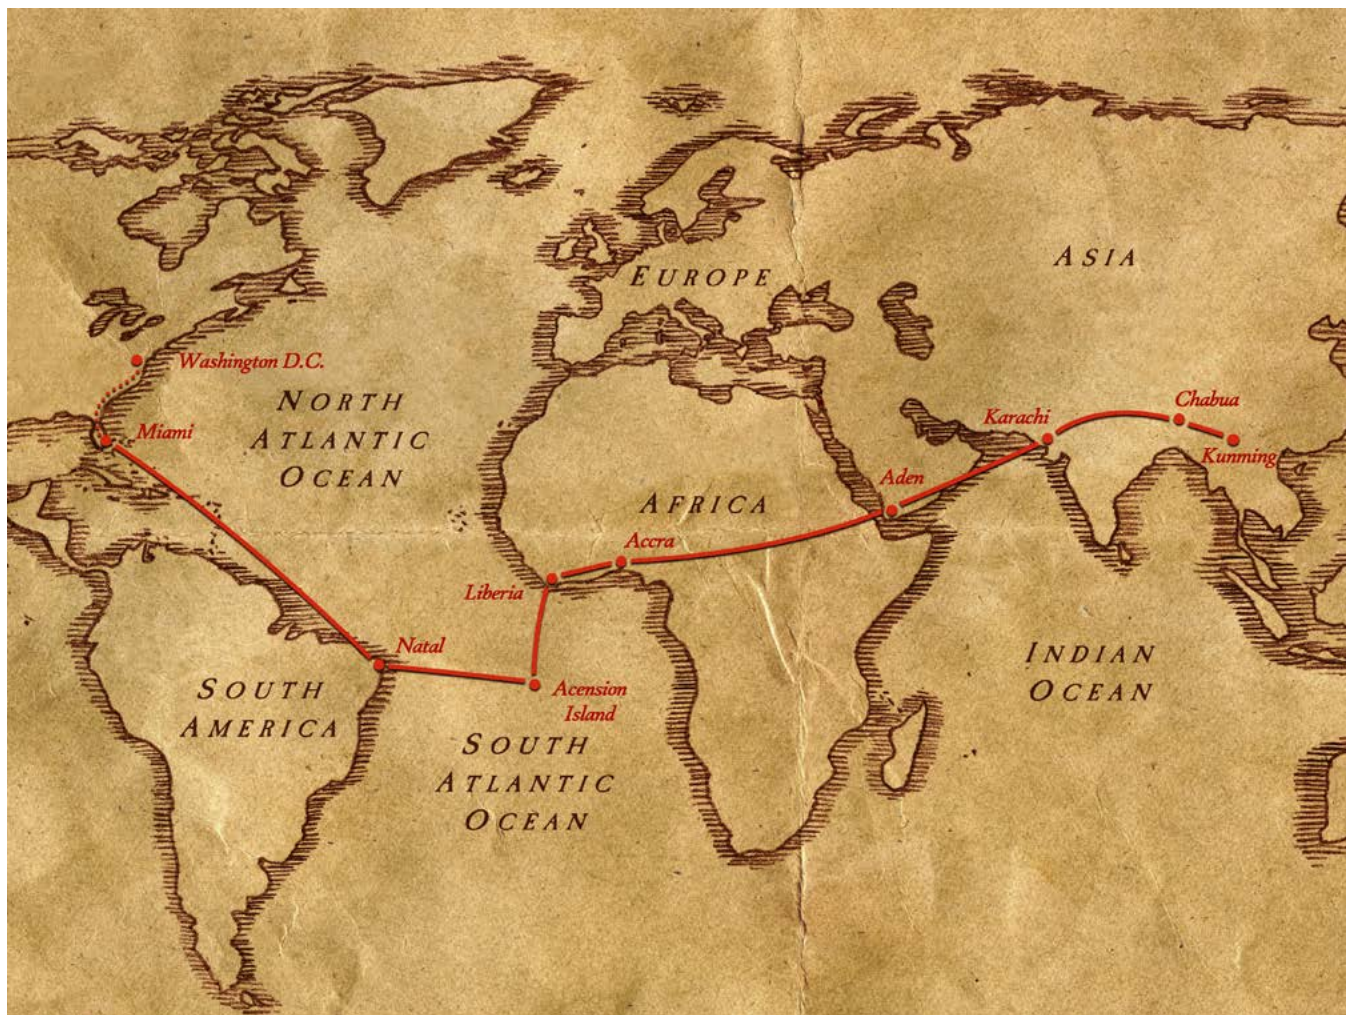 ASIA
EUROPE
Washington D.C.
NORTH
ATLANTIC
OCEAN
Miami
Karachi
Chabua
Kunming
Aden
AFRICA
Accra
Liberia
Natal
Acension
Island
SOUTH
AMERICA
SOUTH
ATLANTIC
OCEAN
INDIAN
OCEAN